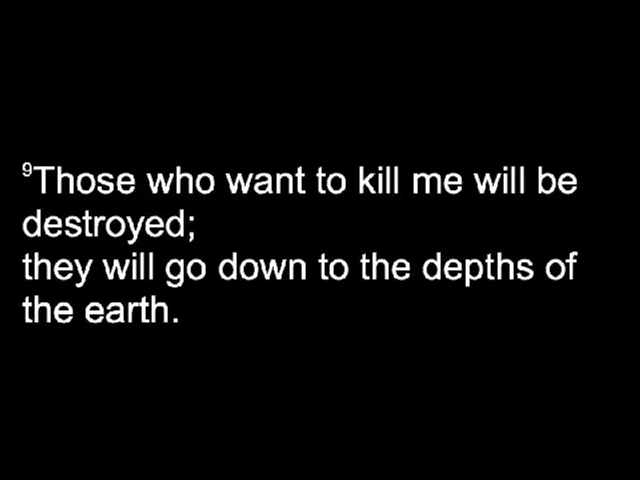 ⁹Those who want to kill me will be
destroyed;
they will go down to the depths of
the earth.